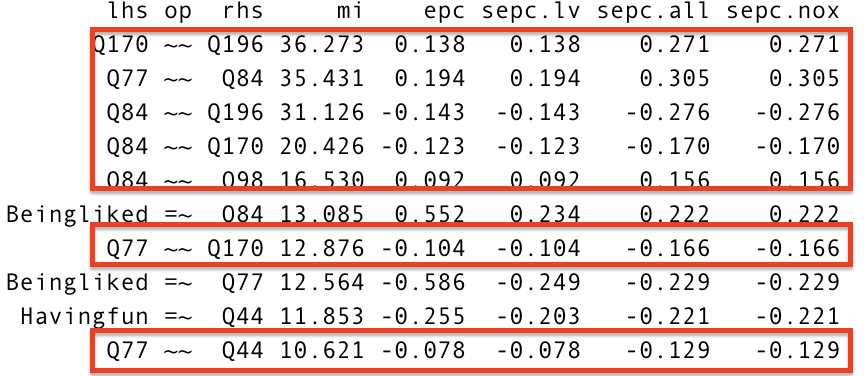 lhs op rhs mi epc sepc.lv sepc.all sepc.nox
Q170 ~~ Q196 36.273 0.138 0.138 0.271 0.271
Q77 ~~ Q84 35.431 0.194 0.194 0.305 0.305
Q84 ~~ Q196 31.126 -0.143 -0.143 -0.276 -0.276
Q84 ~~ Q170 20.426 -0.123 -0.123 -0.170 -0.170
Q84 ~~ Q98 16.530 0.092 0.092 0.156 0.156
Beingliked =~ Q84 13.085 0.552 0.234 0.222 0.222
Q77 ~~ Q170 12.876 -0.104 -0.104 -0.166 -0.166
Beingliked =~ Q77 12.564 -0.586 -0.249 -0.229 -0.229
Havingfun =~ Q44 11.853 -0.255 -0.203 -0.221 -0.221
Q77 ~~ Q44 10.621 -0.078 -0.078 -0.129 -0.129